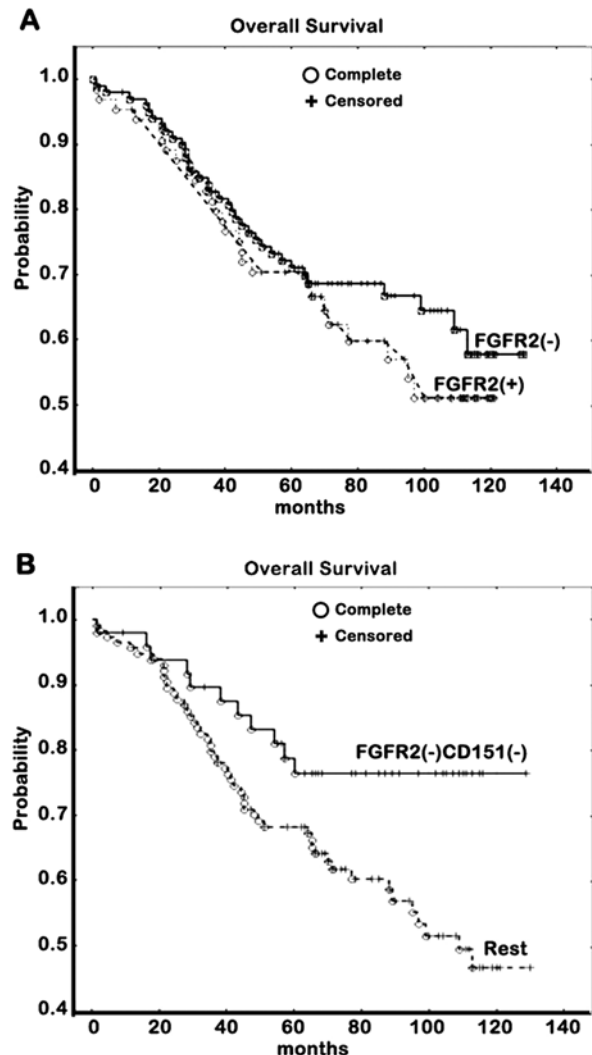 A
Overall Survival
Complete
Censored
Probability
1.0
0.9
0.8
0.7
0.6
0.5
0.4
FGFR2(-)
FGFR2(+)
0 20 40 60 80 100 120 140
months
B
Overall Survival
Complete
Censored
Probability
1.0
0.9
0.8
0.7
0.6
0.5
0.4
FGFR2(-)CD151(-)
Rest
0 20 40 60 80 100 120 140
months